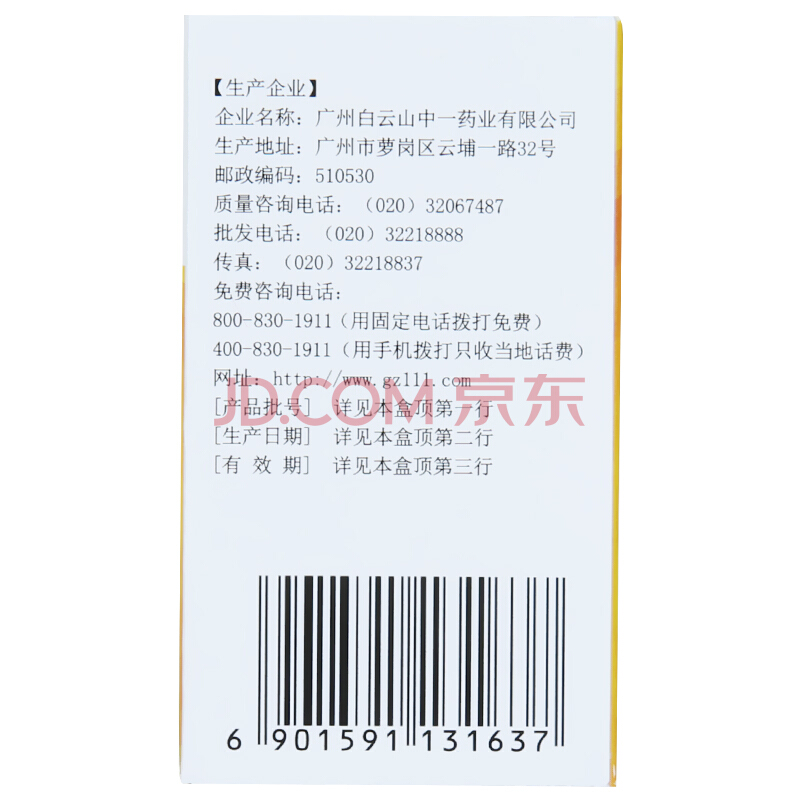 【生产企业】
企业名称：广州白云山中一药业有限公司
生产地址：广州市萝岗区云埔一路32号
邮政编码：510530
质量咨询电话：（020）32067487
批发电话：（020）32218888
传真：（020）32218837
免费咨询电话：
800-830-1911（用固定电话拨打免费）
400-830-1911（用手机拨打只收当地话费）
网址：http://www.gz111.com
JD.COM 京东
[产品批号] 详见本盒顶第一行
[生产日期] 详见本盒顶第二行
[有 效 期] 详见本盒顶第三行
6 901591 131637